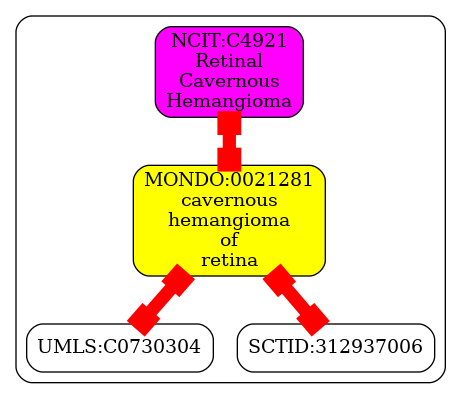 NCIT:C4921
Retinal
Cavernous
Hemangioma
MONDO:0021281
cavernous
hemangioma
of
retina
UMLS:C0730304
SCTID:312937006